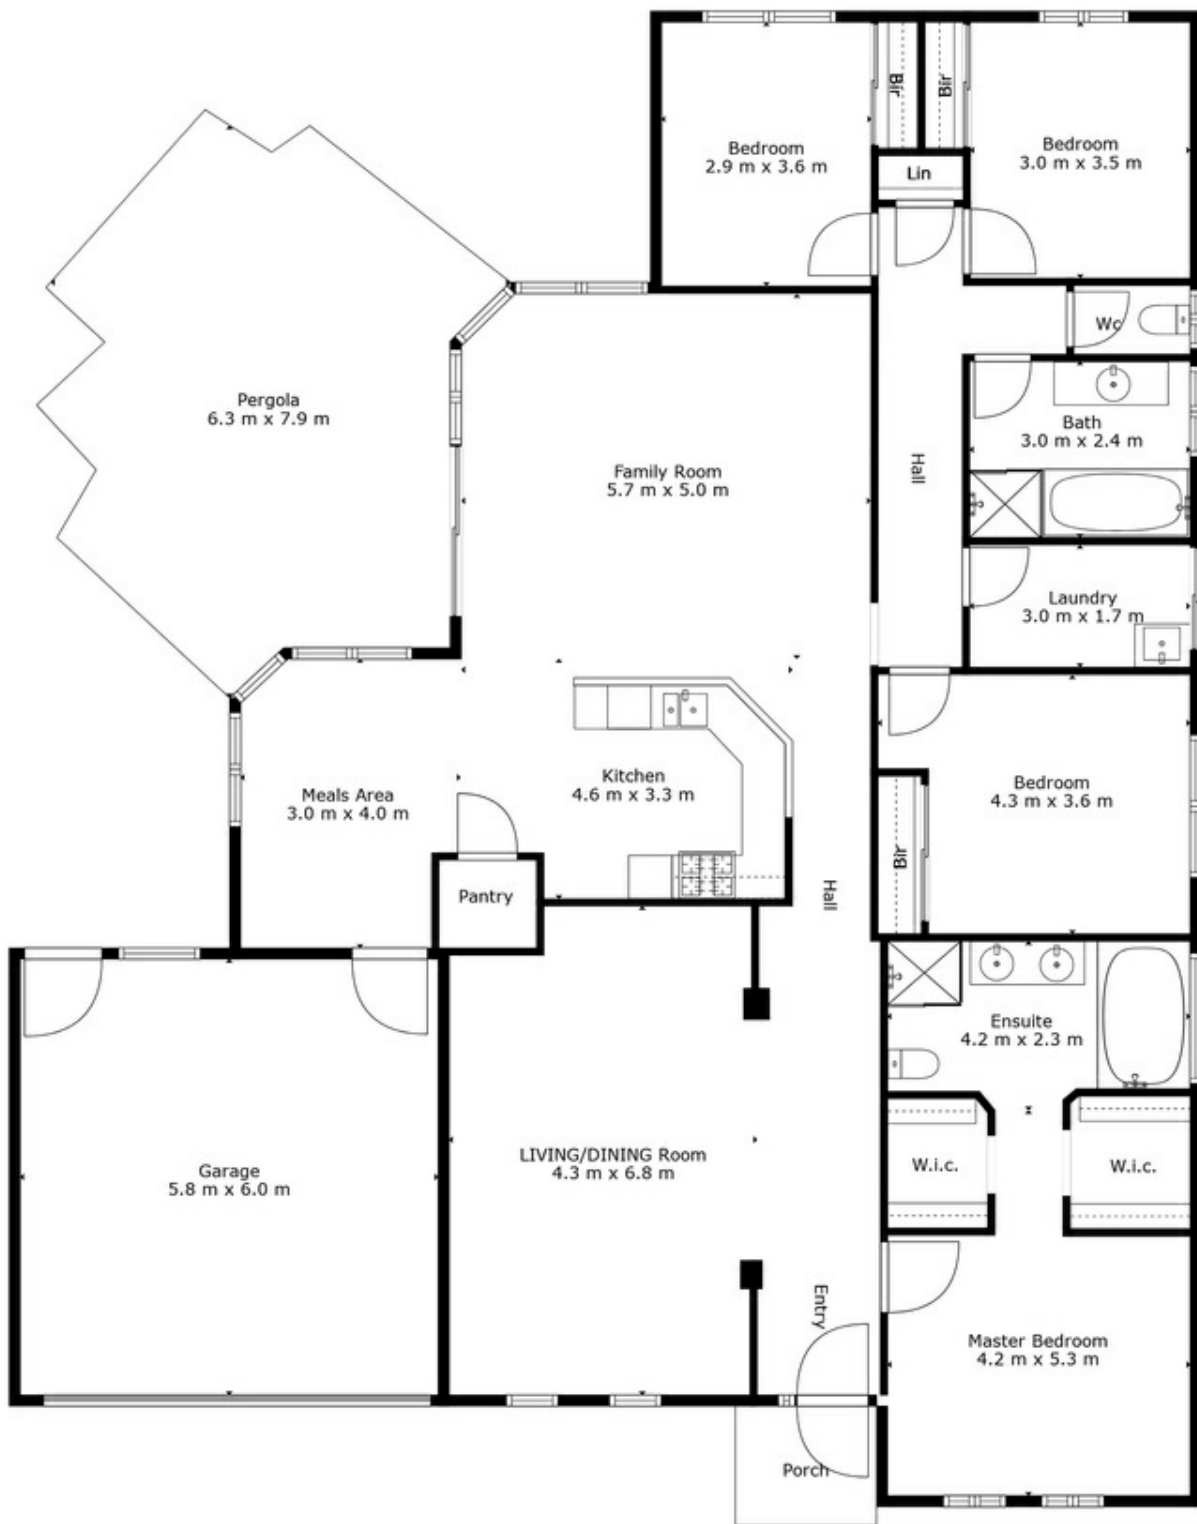 Bir
Bir
Bedroom
2.9 m x 3.6 m
Bedroom
3.0 m x 3.5 m
Lin
Wc
Pergola
6.3 m x 7.9 m
Bath
3.0 m x 2.4 m
Family Room
5.7 m x 5.0 m
Hall
Laundry
3.0 m x 1.7 m
Kitchen
4.6 m x 3.3 m
Bedroom
4.3 m x 3.6 m
Meals Area
3.0 m x 4.0 m
Bir
Pantry
Hall
Ensuite
4.2 m x 2.3 m
LIVING/DINING Room
4.3 m x 6.8 m
W.i.c.
W.i.c.
Garage
5.8 m x 6.0 m
Entry
Master Bedroom
4.2 m x 5.3 m
Porch